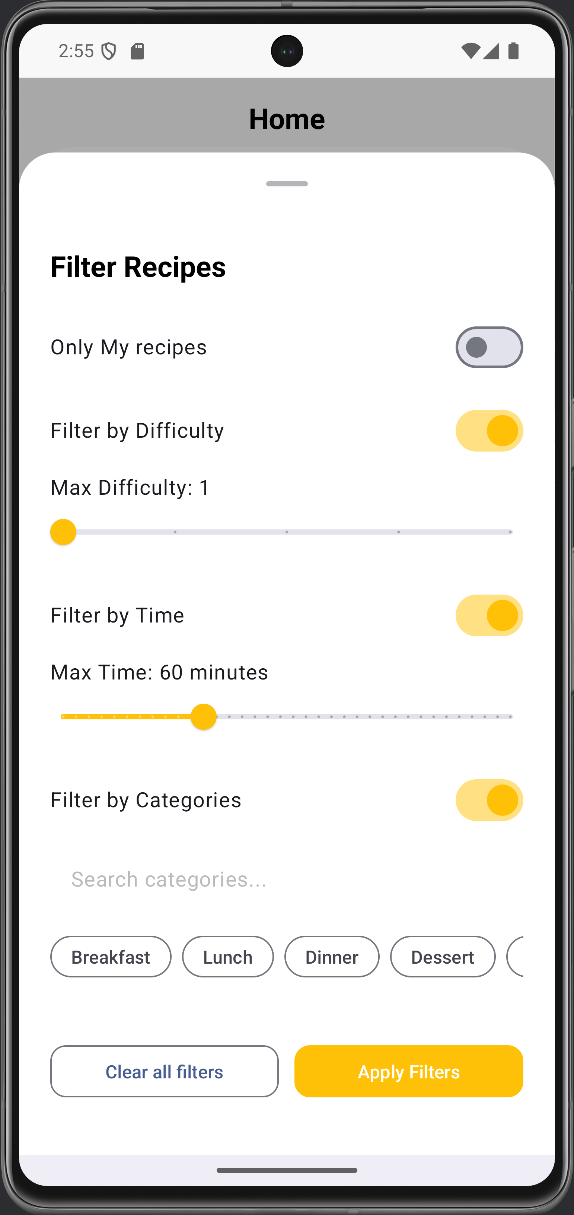 2:55
Home
Filter Recipes
Only My recipes
Filter by Difficulty
Max Difficulty: 1
Filter by Time
Max Time: 60 minutes
Filter by Categories
Search categories...
Breakfast Lunch Dinner Dessert
Clear all filters Apply Filters